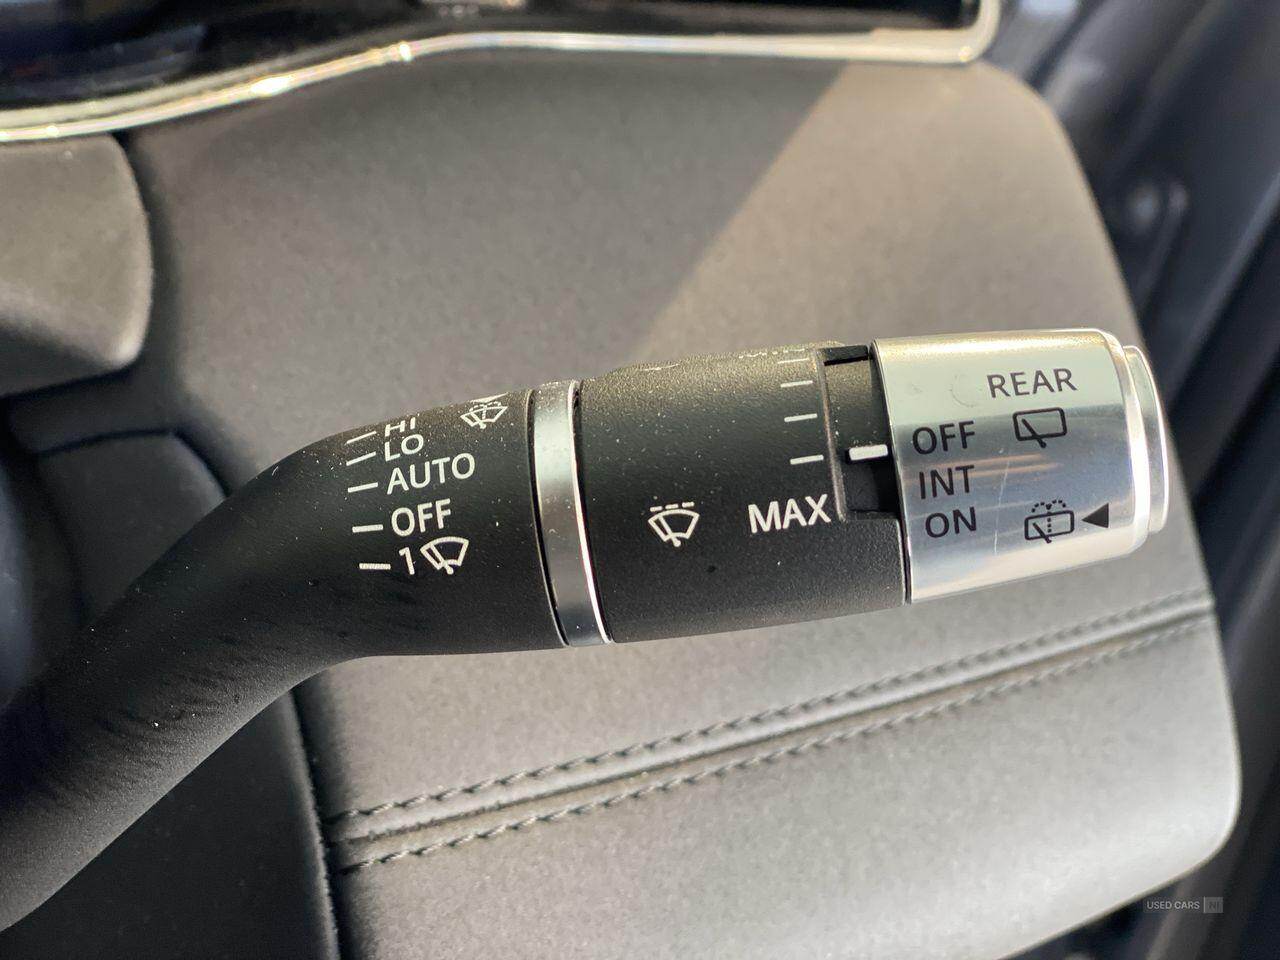 HI
LO
AUTO
OFF
1
MAX
REAR
OFF
INT
ON
USED CARS NI